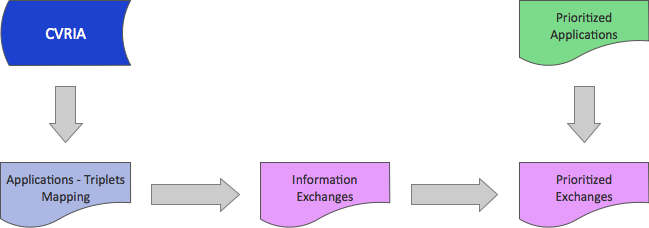 CVRIA
Prioritized
Applications
Applications - Triplets
Mapping
Information
Exchanges
Prioritized
Exchanges